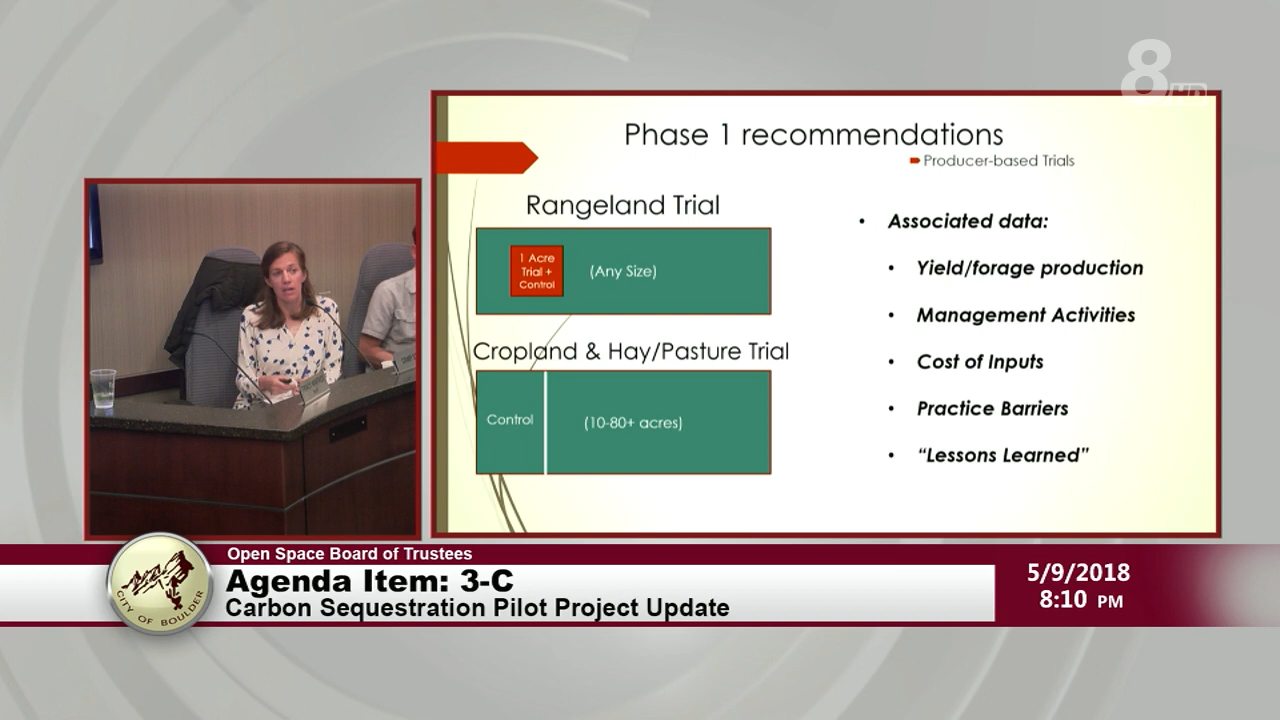 8
HD
Phase 1 recommendations
Producer-based Trials
Rangeland Trial
1 Acre
Trial +
Control
(Any Size)
Cropland & Hay/Pasture Trial
Control
(10-80+ acres)
• Associated data:
• Yield/forage production
• Management Activities
• Cost of Inputs
• Practice Barriers
• “Lessons Learned”
Open Space Board of Trustees
Agenda Item: 3-C
Carbon Sequestration Pilot Project Update
CITY OF BOULDER
5/9/2018
8:10 PM